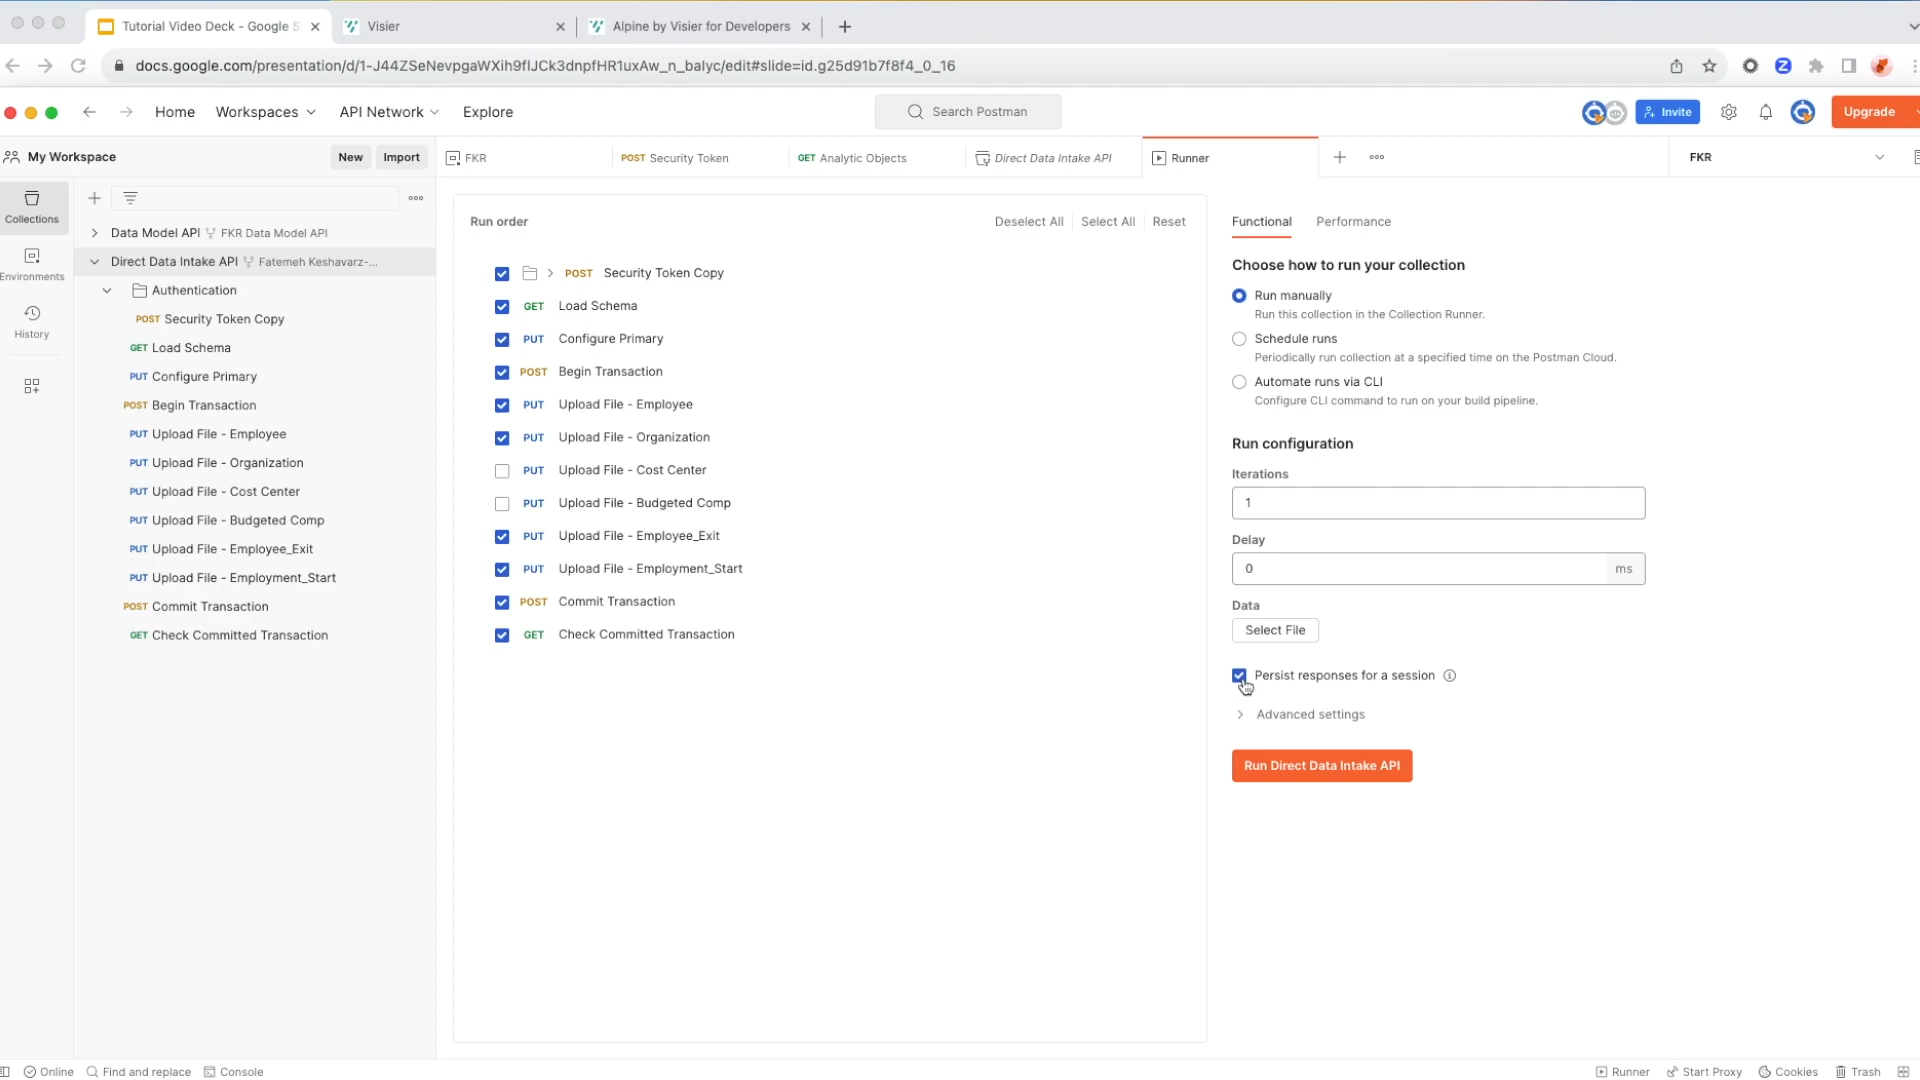 Tutorial Video Deck - Google S
Visier
Alpine by Visier for Developers
docs.google.com/presentation/d/1-J44ZSeNevpgaWXih9flJCk3dnpfHR1uxAw_n_balyc/edit#slide=id.g25d91b7f8f4_0_16
Home
Workspaces
API Network
Explore
Search Postman
Invite
Upgrade
My Workspace
New
Import
FKR
POST Security Token
GET Analytic Objects
Direct Data Intake API
Runner
FKR
Collections
Environments
History
Data Model API FKR Data Model API
Direct Data Intake API Fatemeh Keshavarz-...
Authentication
POST Security Token Copy
GET Load Schema
PUT Configure Primary
POST Begin Transaction
PUT Upload File - Employee
PUT Upload File - Organization
PUT Upload File - Cost Center
PUT Upload File - Budgeted Comp
PUT Upload File - Employee_Exit
PUT Upload File - Employment_Start
POST Commit Transaction
GET Check Committed Transaction
Run order
Deselect All
Select All
Reset
POST Security Token Copy
GET Load Schema
PUT Configure Primary
POST Begin Transaction
PUT Upload File - Employee
PUT Upload File - Organization
PUT Upload File - Cost Center
PUT Upload File - Budgeted Comp
PUT Upload File - Employee_Exit
PUT Upload File - Employment_Start
POST Commit Transaction
GET Check Committed Transaction
Functional
Performance
Choose how to run your collection
Run manually
Run this collection in the Collection Runner.
Schedule runs
Periodically run collection at a specified time on the Postman Cloud.
Automate runs via CLI
Configure CLI command to run on your build pipeline.
Run configuration
Iterations
1
Delay
0 ms
Data
Select File
Persist responses for a session
Advanced settings
Run Direct Data Intake API
Online
Find and replace
Console
Runner
Start Proxy
Cookies
Trash